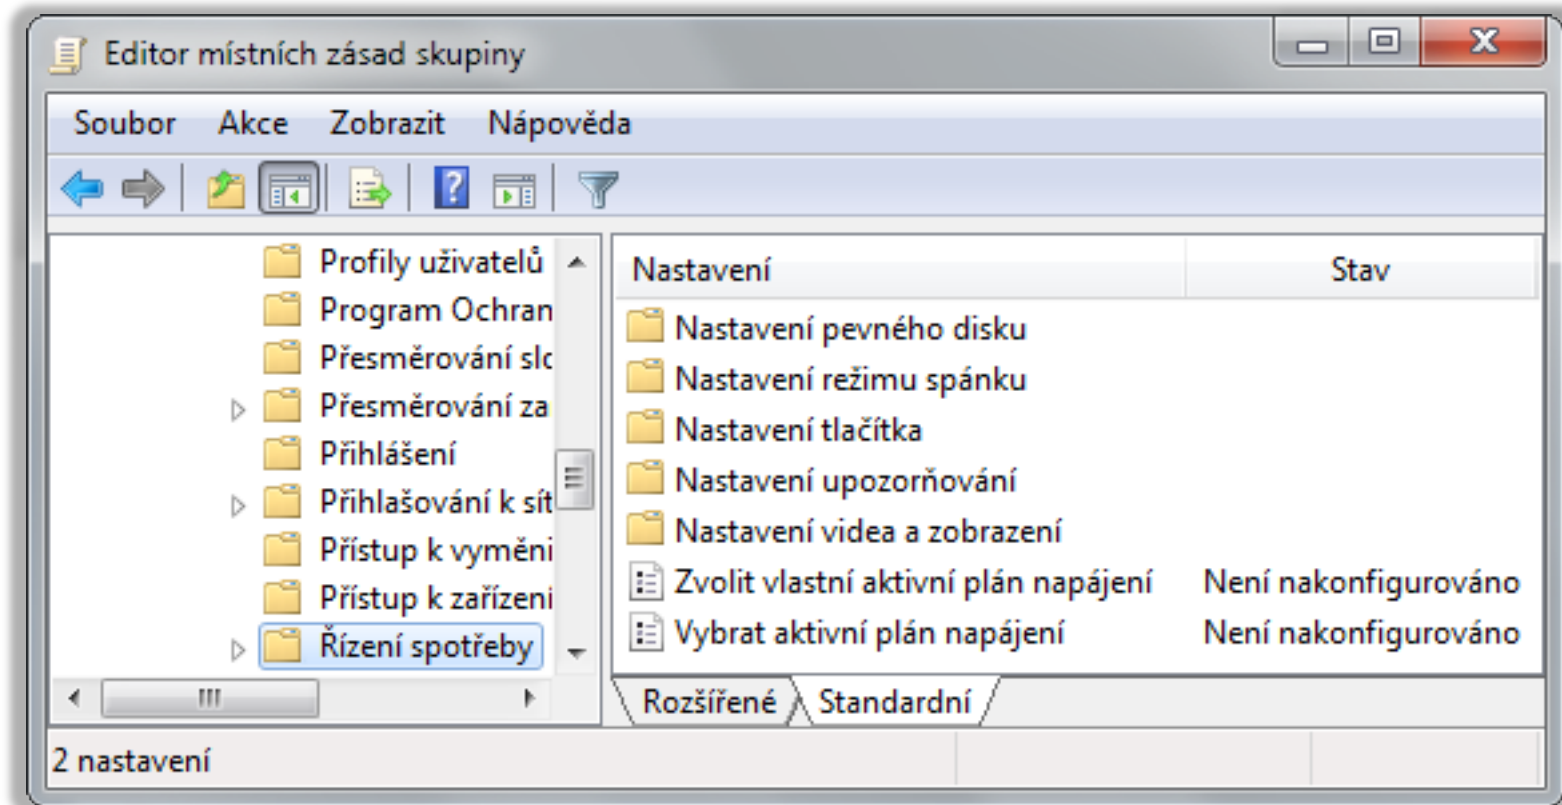 Editor místních zásad skupiny
Soubor Akce Zobrazit Nápověda
Profily uživatelů
Program Ochran
Přesměrování slo
Přesměrování za
Přihlášení
Přihlašování k sít
Přístup k vyměni
Přístup k zařízení
Řízení spotřeby
Nastavení Stav
Nastavení pevného disku
Nastavení režimu spánku
Nastavení tlačítka
Nastavení upozorňování
Nastavení videa a zobrazení
Zvolit vlastní aktivní plán napájení Není nakonfigurováno
Vybrat aktivní plán napájení Není nakonfigurováno
Rozšířené Standardní
2 nastavení